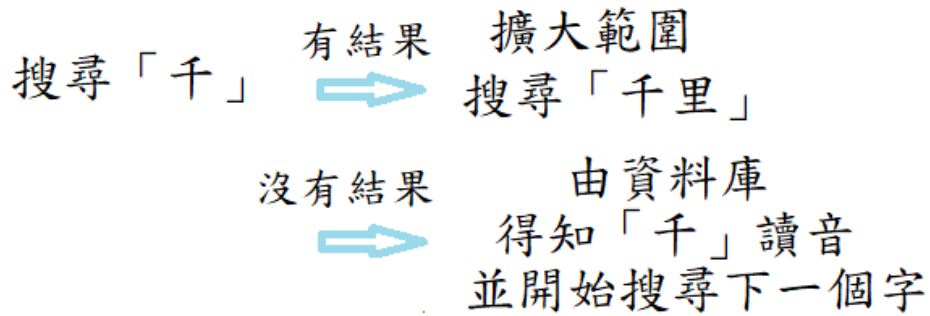 搜尋「千」
有結果
擴大範圍
搜尋「千里」
沒有結果
由資料庫
得知「千」讀音
並開始搜尋下一個字